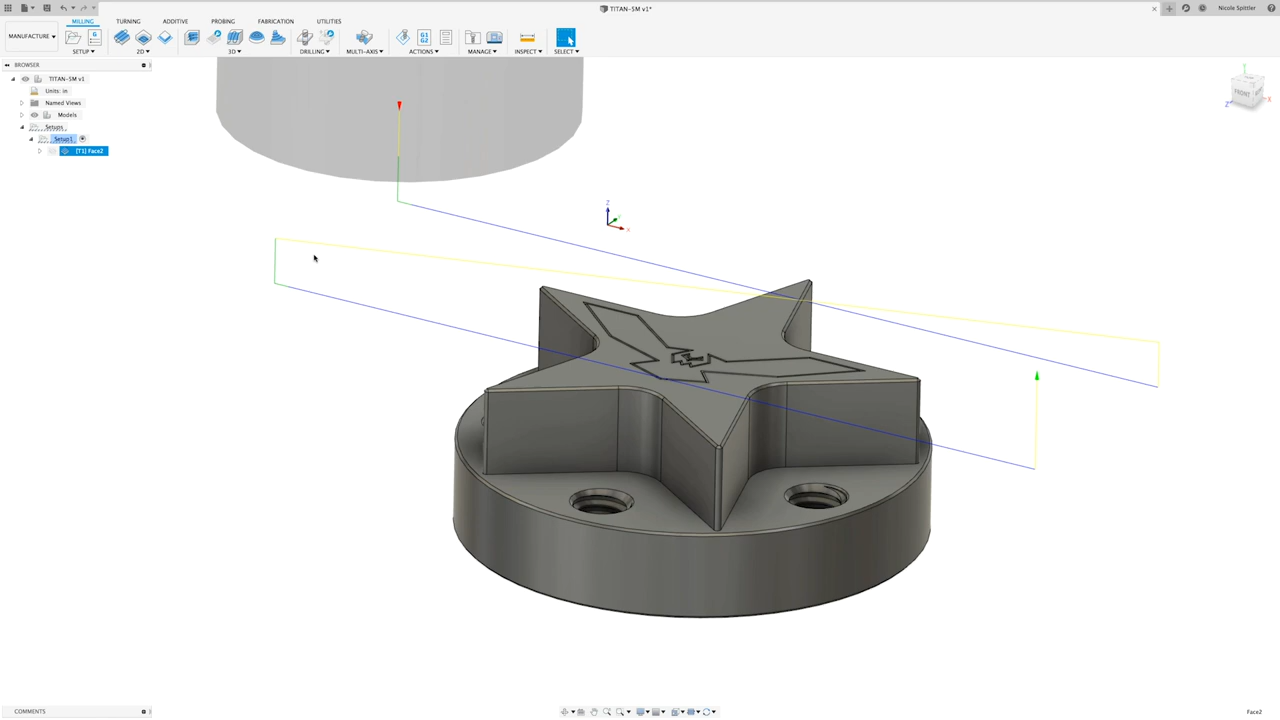 TITAN-5M v1*
Nicole Spittler
MILLING TURNING ADDITIVE PROBING FABRICATION UTILITIES
MANUFACTURE
G1
G2
SETUP 2D 3D DRILLING MULTI-AXIS ACTIONS MANAGE INSPECT SELECT
BROWSER
TITAN-5M v1
Units: in
Named Views
Models
Setups
Setup1
[T1] Face2
FRONT
Z
X
Y
Z
X
COMMENTS
Face2